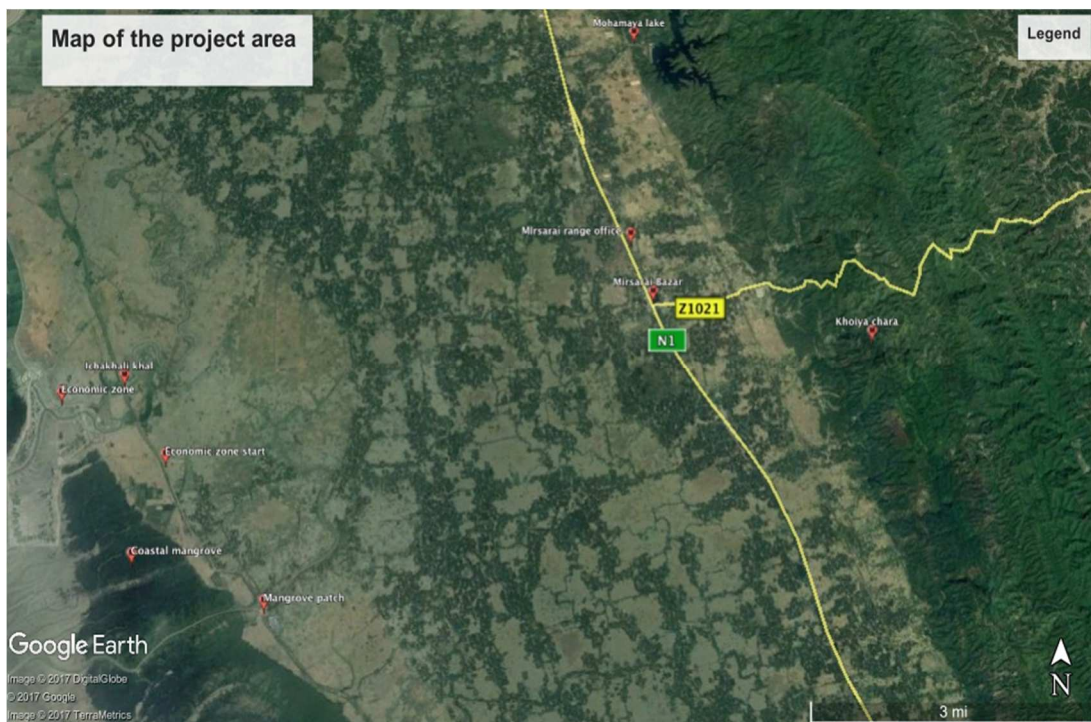 Map of the project area
Legend
Mohamaya lake
Mirsarai range office
Mirsarai Bazar
Z1021
N1
Khoiya chara
Ichakhali khal
Economic zone
Economic zone start
Coastal mangrove
Mangrove patch
Google Earth
Image © 2017 DigitalGlobe
© 2017 Google
Image © 2017 TerraMetrics
N
3 mi